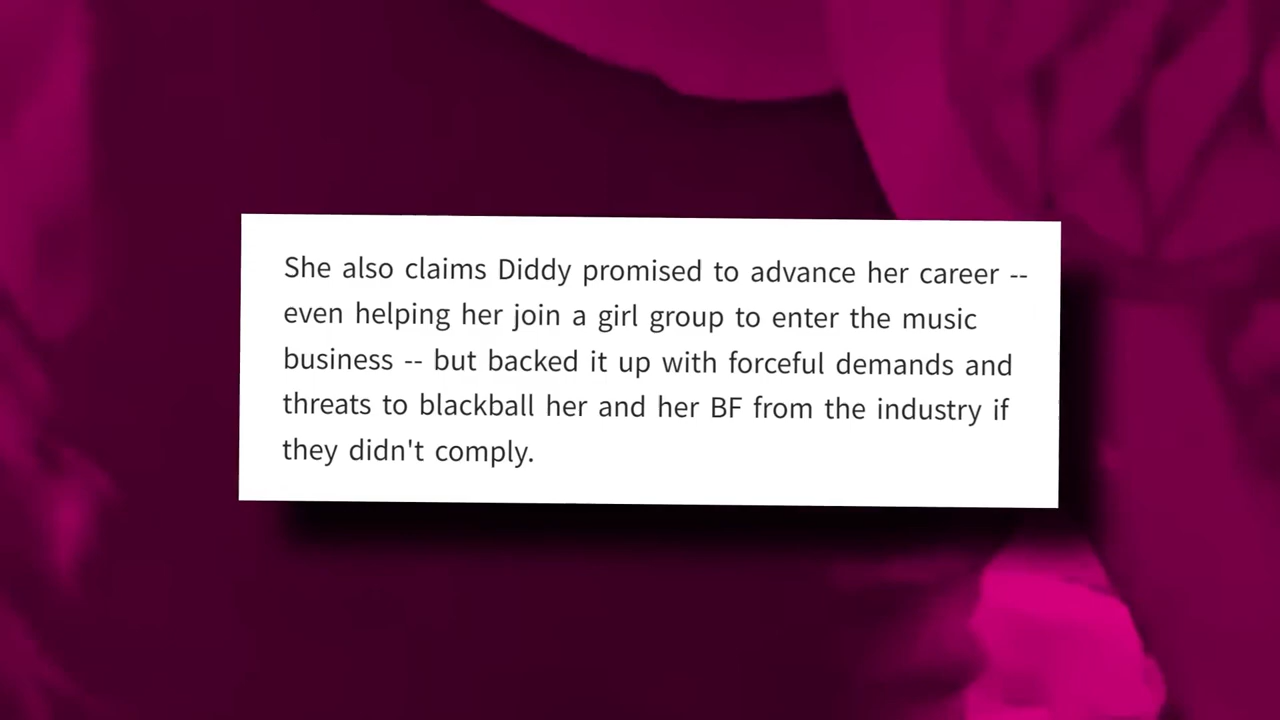 She also claims Diddy promised to advance her career --
even helping her join a girl group to enter the music
business -- but backed it up with forceful demands and
threats to blackball her and her BF from the industry if
they didn't comply.